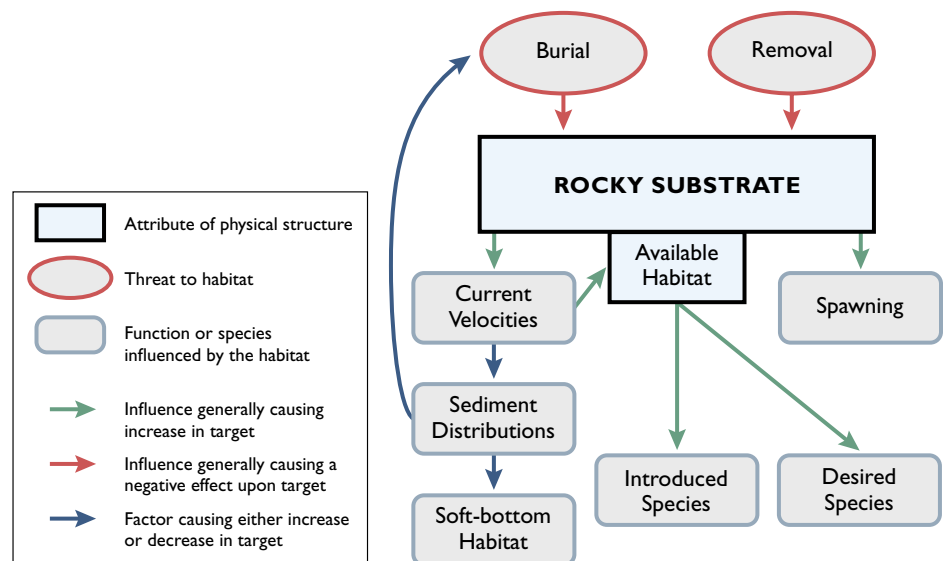 Burial
Removal
ROCKY SUBSTRATE
Available
Habitat
Current
Velocities
Spawning
Sediment
Distributions
Introduced
Species
Desired
Species
Soft-bottom
Habitat
Attribute of physical structure
Threat to habitat
Function or species
influenced by the habitat
Influence generally causing
increase in target
Influence generally causing a
negative effect upon target
Factor causing either increase
or decrease in target